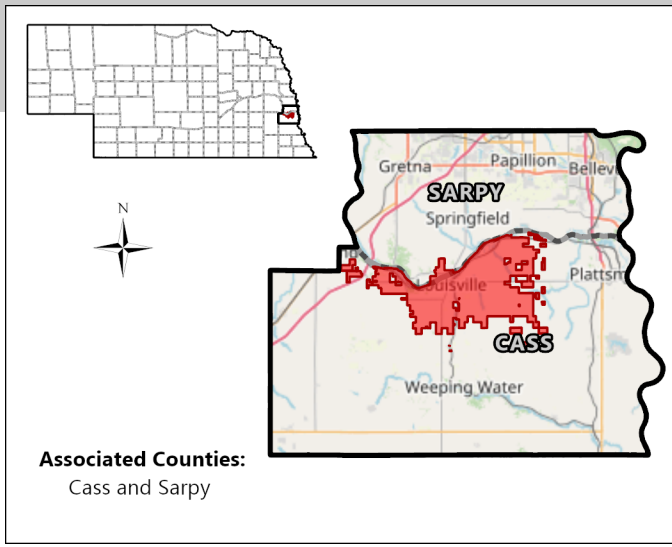 N
Gretna
Papillion
Bellev
SARPY
Springfield
Plattsm
Louisville
CASS
Weeping Water
Associated Counties:
Cass and Sarpy